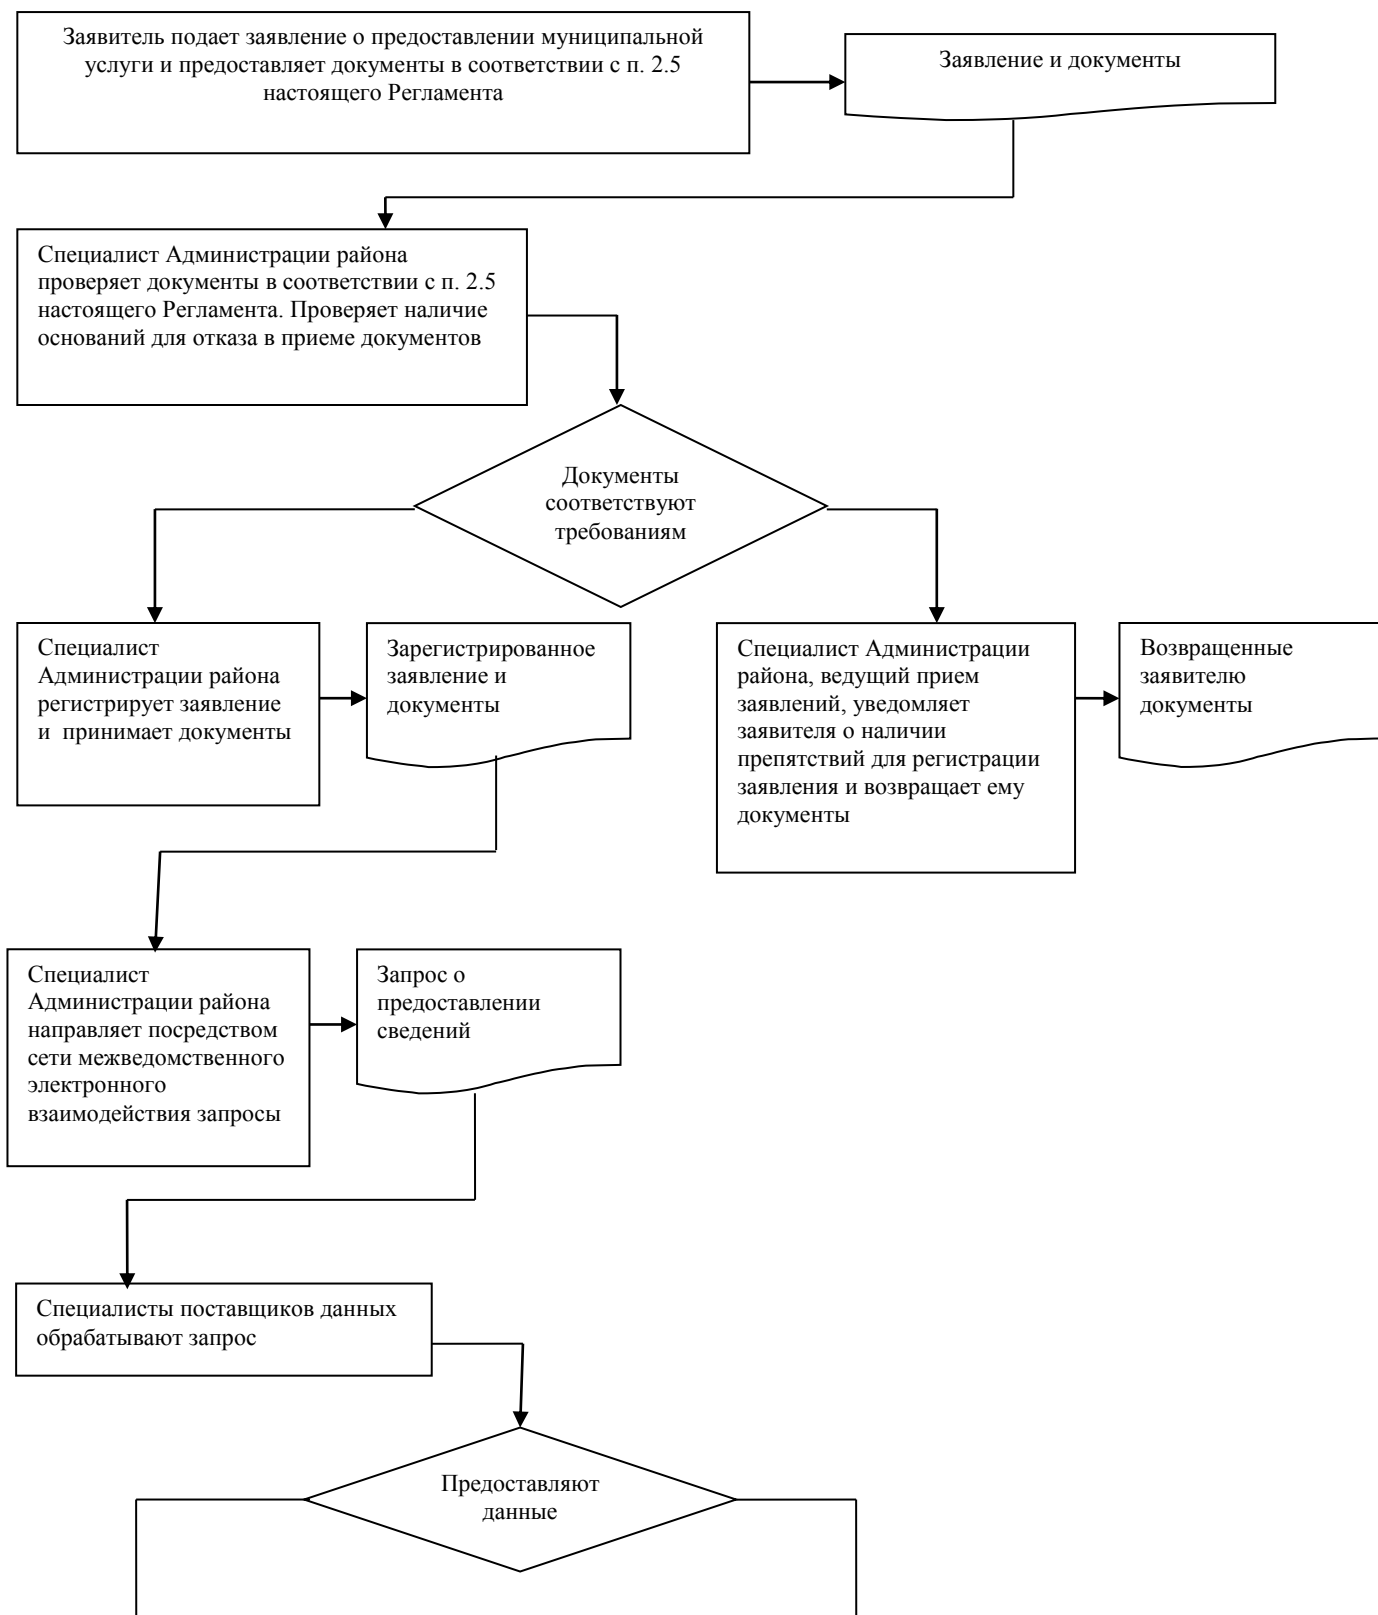 Заявитель подает заявление о предоставлении муниципальной
услуги и предоставляет документы в соответствии с п. 2.5
настоящего Регламента
Заявление и документы
Специалист Администрации района
проверяет документы в соответствии с п. 2.5
настоящего Регламента. Проверяет наличие
оснований для отказа в приеме документов
Документы
соответствуют
требованиям
Специалист
Администрации района
регистрирует заявление
и принимает документы
Зарегистрированное
заявление и
документы
Специалист Администрации
района, ведущий прием
заявлений, уведомляет
заявителя о наличии
препятствий для регистрации
заявления и возвращает ему
документы
Возвращенные
заявителю
документы
Специалист
Администрации района
направляет посредством
сети межведомственного
электронного
взаимодействия запросы
Запрос о
предоставлении
сведений
Специалисты поставщиков данных
обрабатывают запрос
Предоставляют
данные